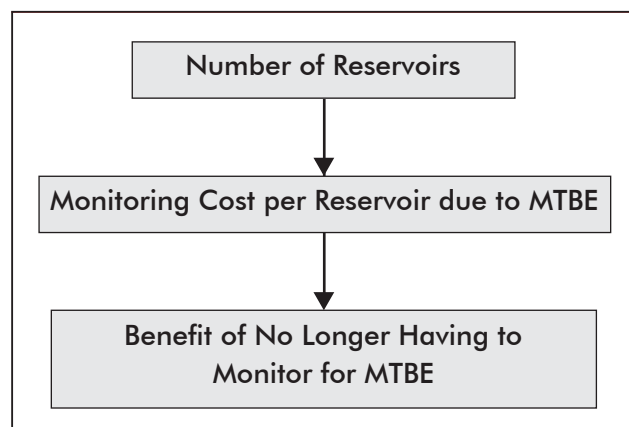 Number of Reservoirs
Monitoring Cost per Reservoir due to MTBE
Benefit of No Longer Having to
Monitor for MTBE